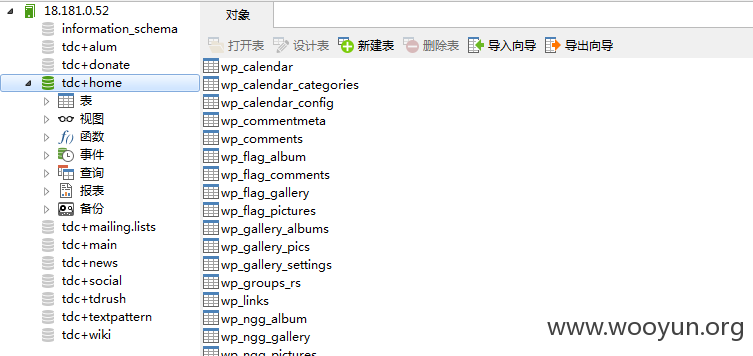 18.181.0.52
information_schema
tdc+alum
tdc+donate
tdc+home
表
视图
函数
事件
查询
报表
备份
tdc+mailing.lists
tdc+main
tdc+news
tdc+social
tdc+tdrush
tdc+textpattern
tdc+wiki
对象
打开表 设计表 新建表 删除表 导入向导 导出向导
wp_calendar
wp_calendar_categories
wp_calendar_config
wp_commentmeta
wp_comments
wp_flag_album
wp_flag_comments
wp_flag_gallery
wp_flag_pictures
wp_gallery_albums
wp_gallery_pics
wp_gallery_settings
wp_groups_rs
wp_links
wp_ngg_album
wp_ngg_gallery
wp_ngg_pictures
www.wooyun.org